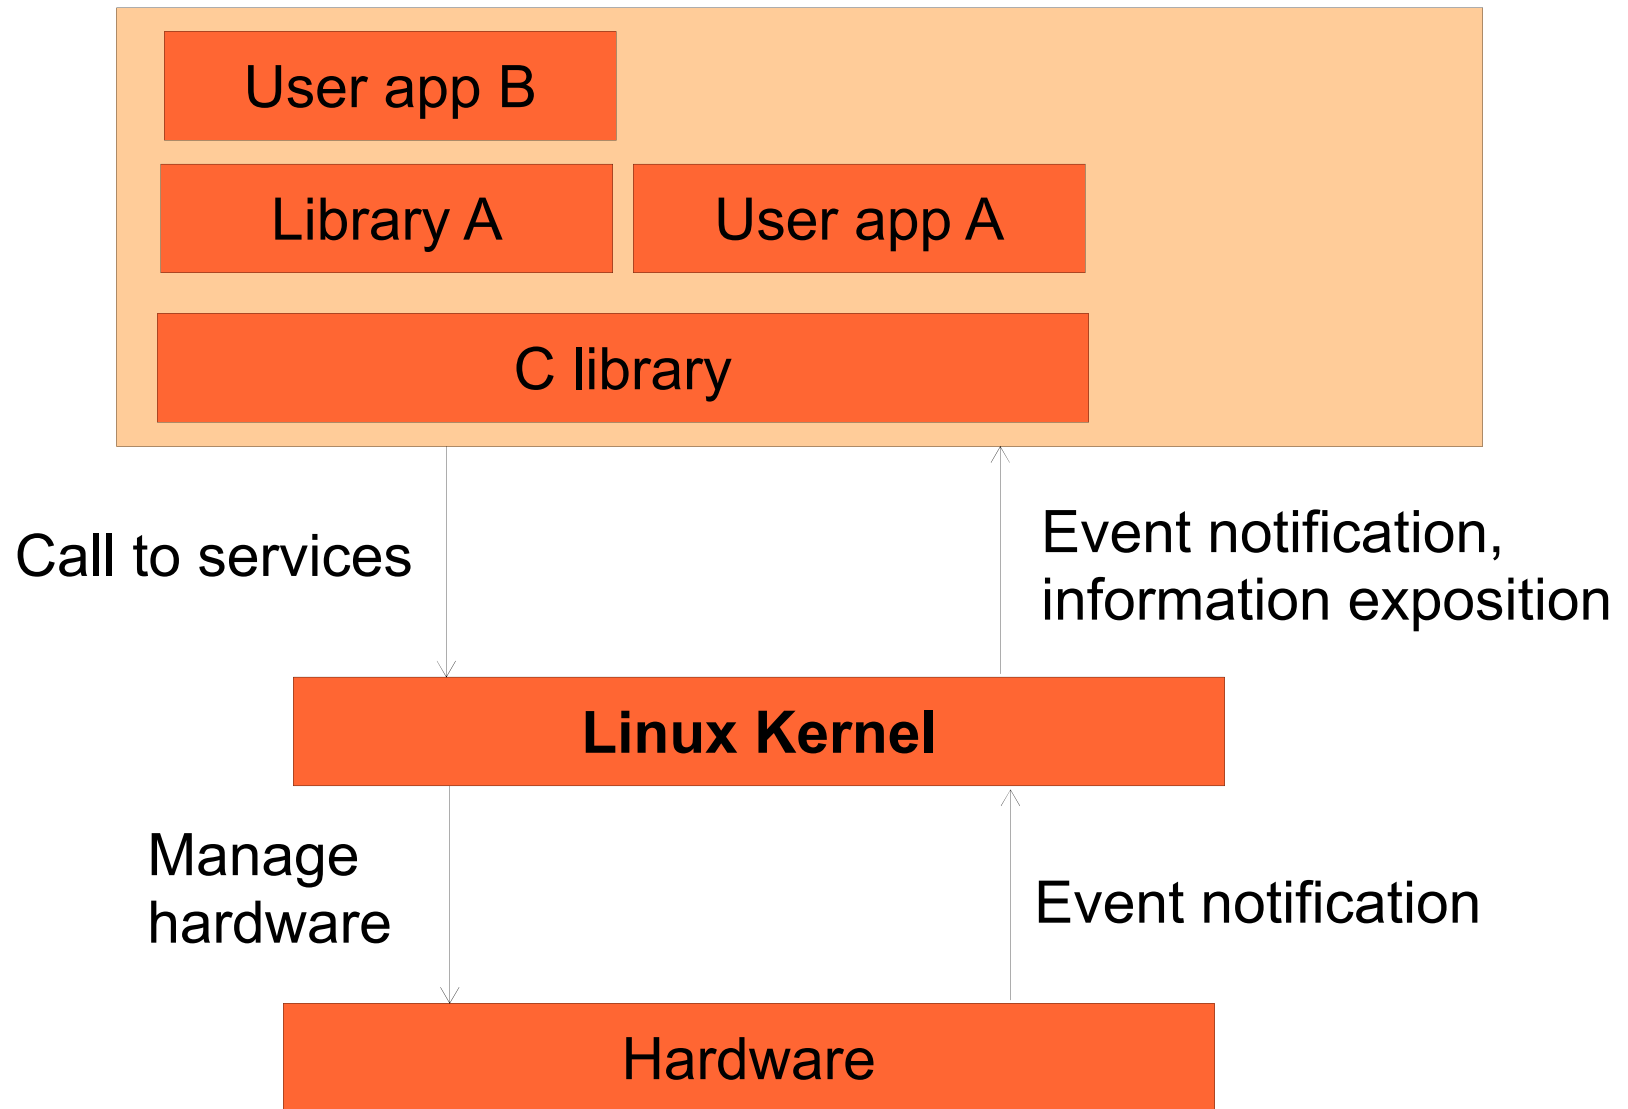 User app B
Library A
User app A
C library
Call to services
Event notification,
information exposition
Linux Kernel
Manage
hardware
Event notification
Hardware